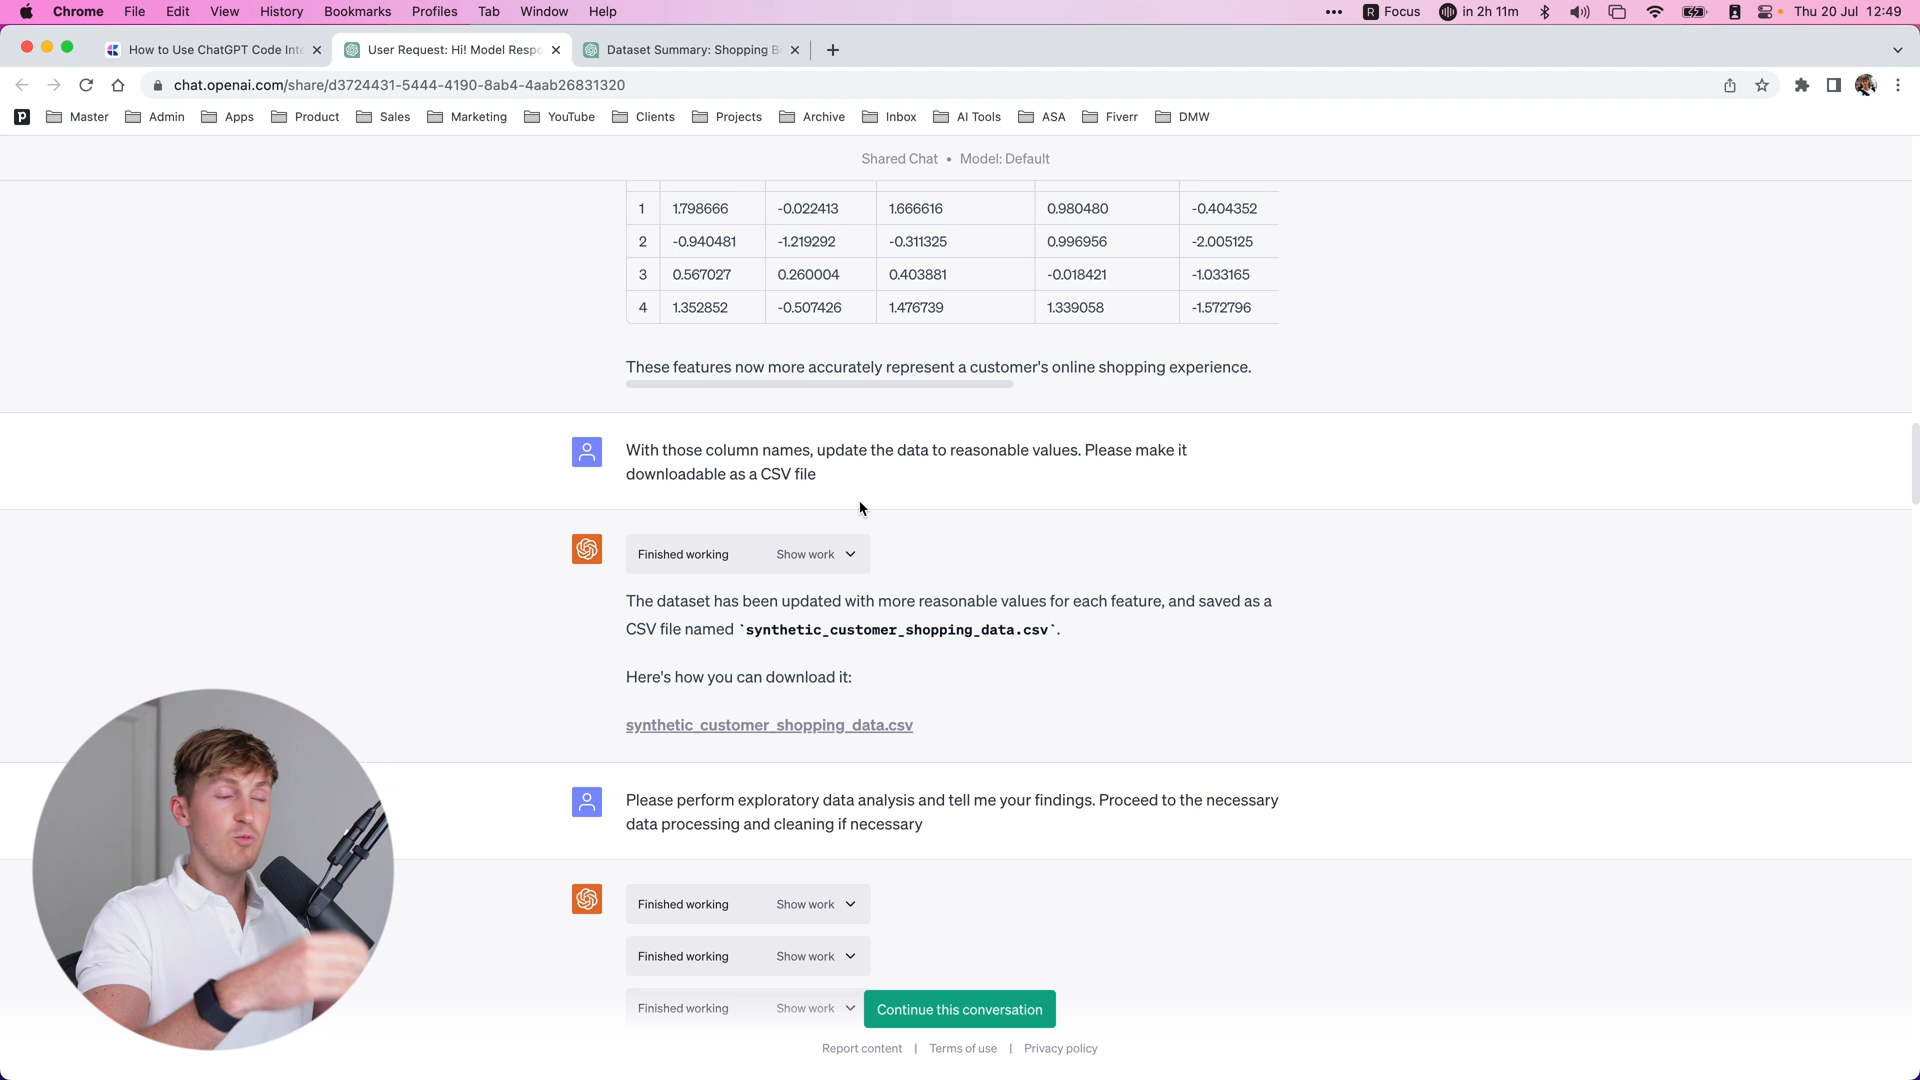 Chrome File Edit View History Bookmarks Profiles Tab Window Help
R Focus in 2h 11m Thu 20 Jul 12:49
How to Use ChatGPT Code Inte
User Request: Hi! Model Respo
Dataset Summary: Shopping B
chat.openai.com/share/d3724431-5444-4190-8ab4-4aab26831320
Master Admin Apps Product Sales Marketing YouTube Clients Projects Archive Inbox AI Tools ASA Fiverr DMW
Shared Chat • Model: Default
1 1.798666 -0.022413 1.666616 0.980480 -0.404352
2 -0.940481 -1.219292 -0.311325 0.996956 -2.005125
3 0.567027 0.260004 0.403881 -0.018421 -1.033165
4 1.352852 -0.507426 1.476739 1.339058 -1.572796
These features now more accurately represent a customer's online shopping experience.
With those column names, update the data to reasonable values. Please make it
downloadable as a CSV file
Finished working Show work
The dataset has been updated with more reasonable values for each feature, and saved as a
CSV file named `synthetic_customer_shopping_data.csv`.
Here's how you can download it:
synthetic_customer_shopping_data.csv
Please perform exploratory data analysis and tell me your findings. Proceed to the necessary
data processing and cleaning if necessary
Finished working Show work
Finished working Show work
Finished working Show work
Continue this conversation
Report content | Terms of use | Privacy policy